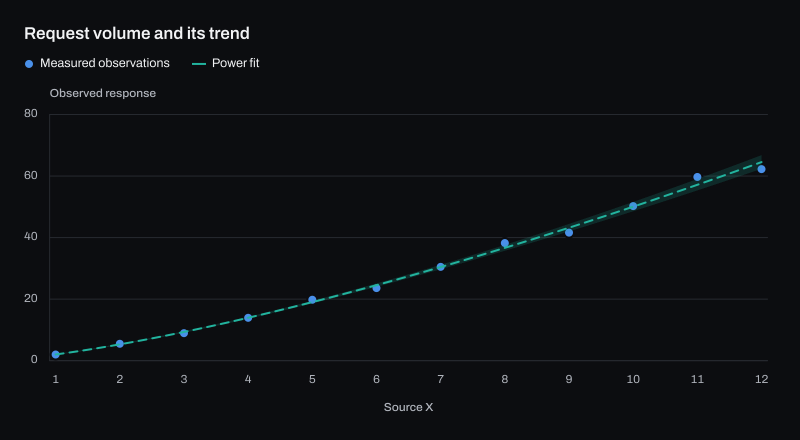 Request volume and its trend
Measured observations Power fit
Observed response
80
60
40
20
0
1 2 3 4 5 6 7 8 9 10 11 12
Source X